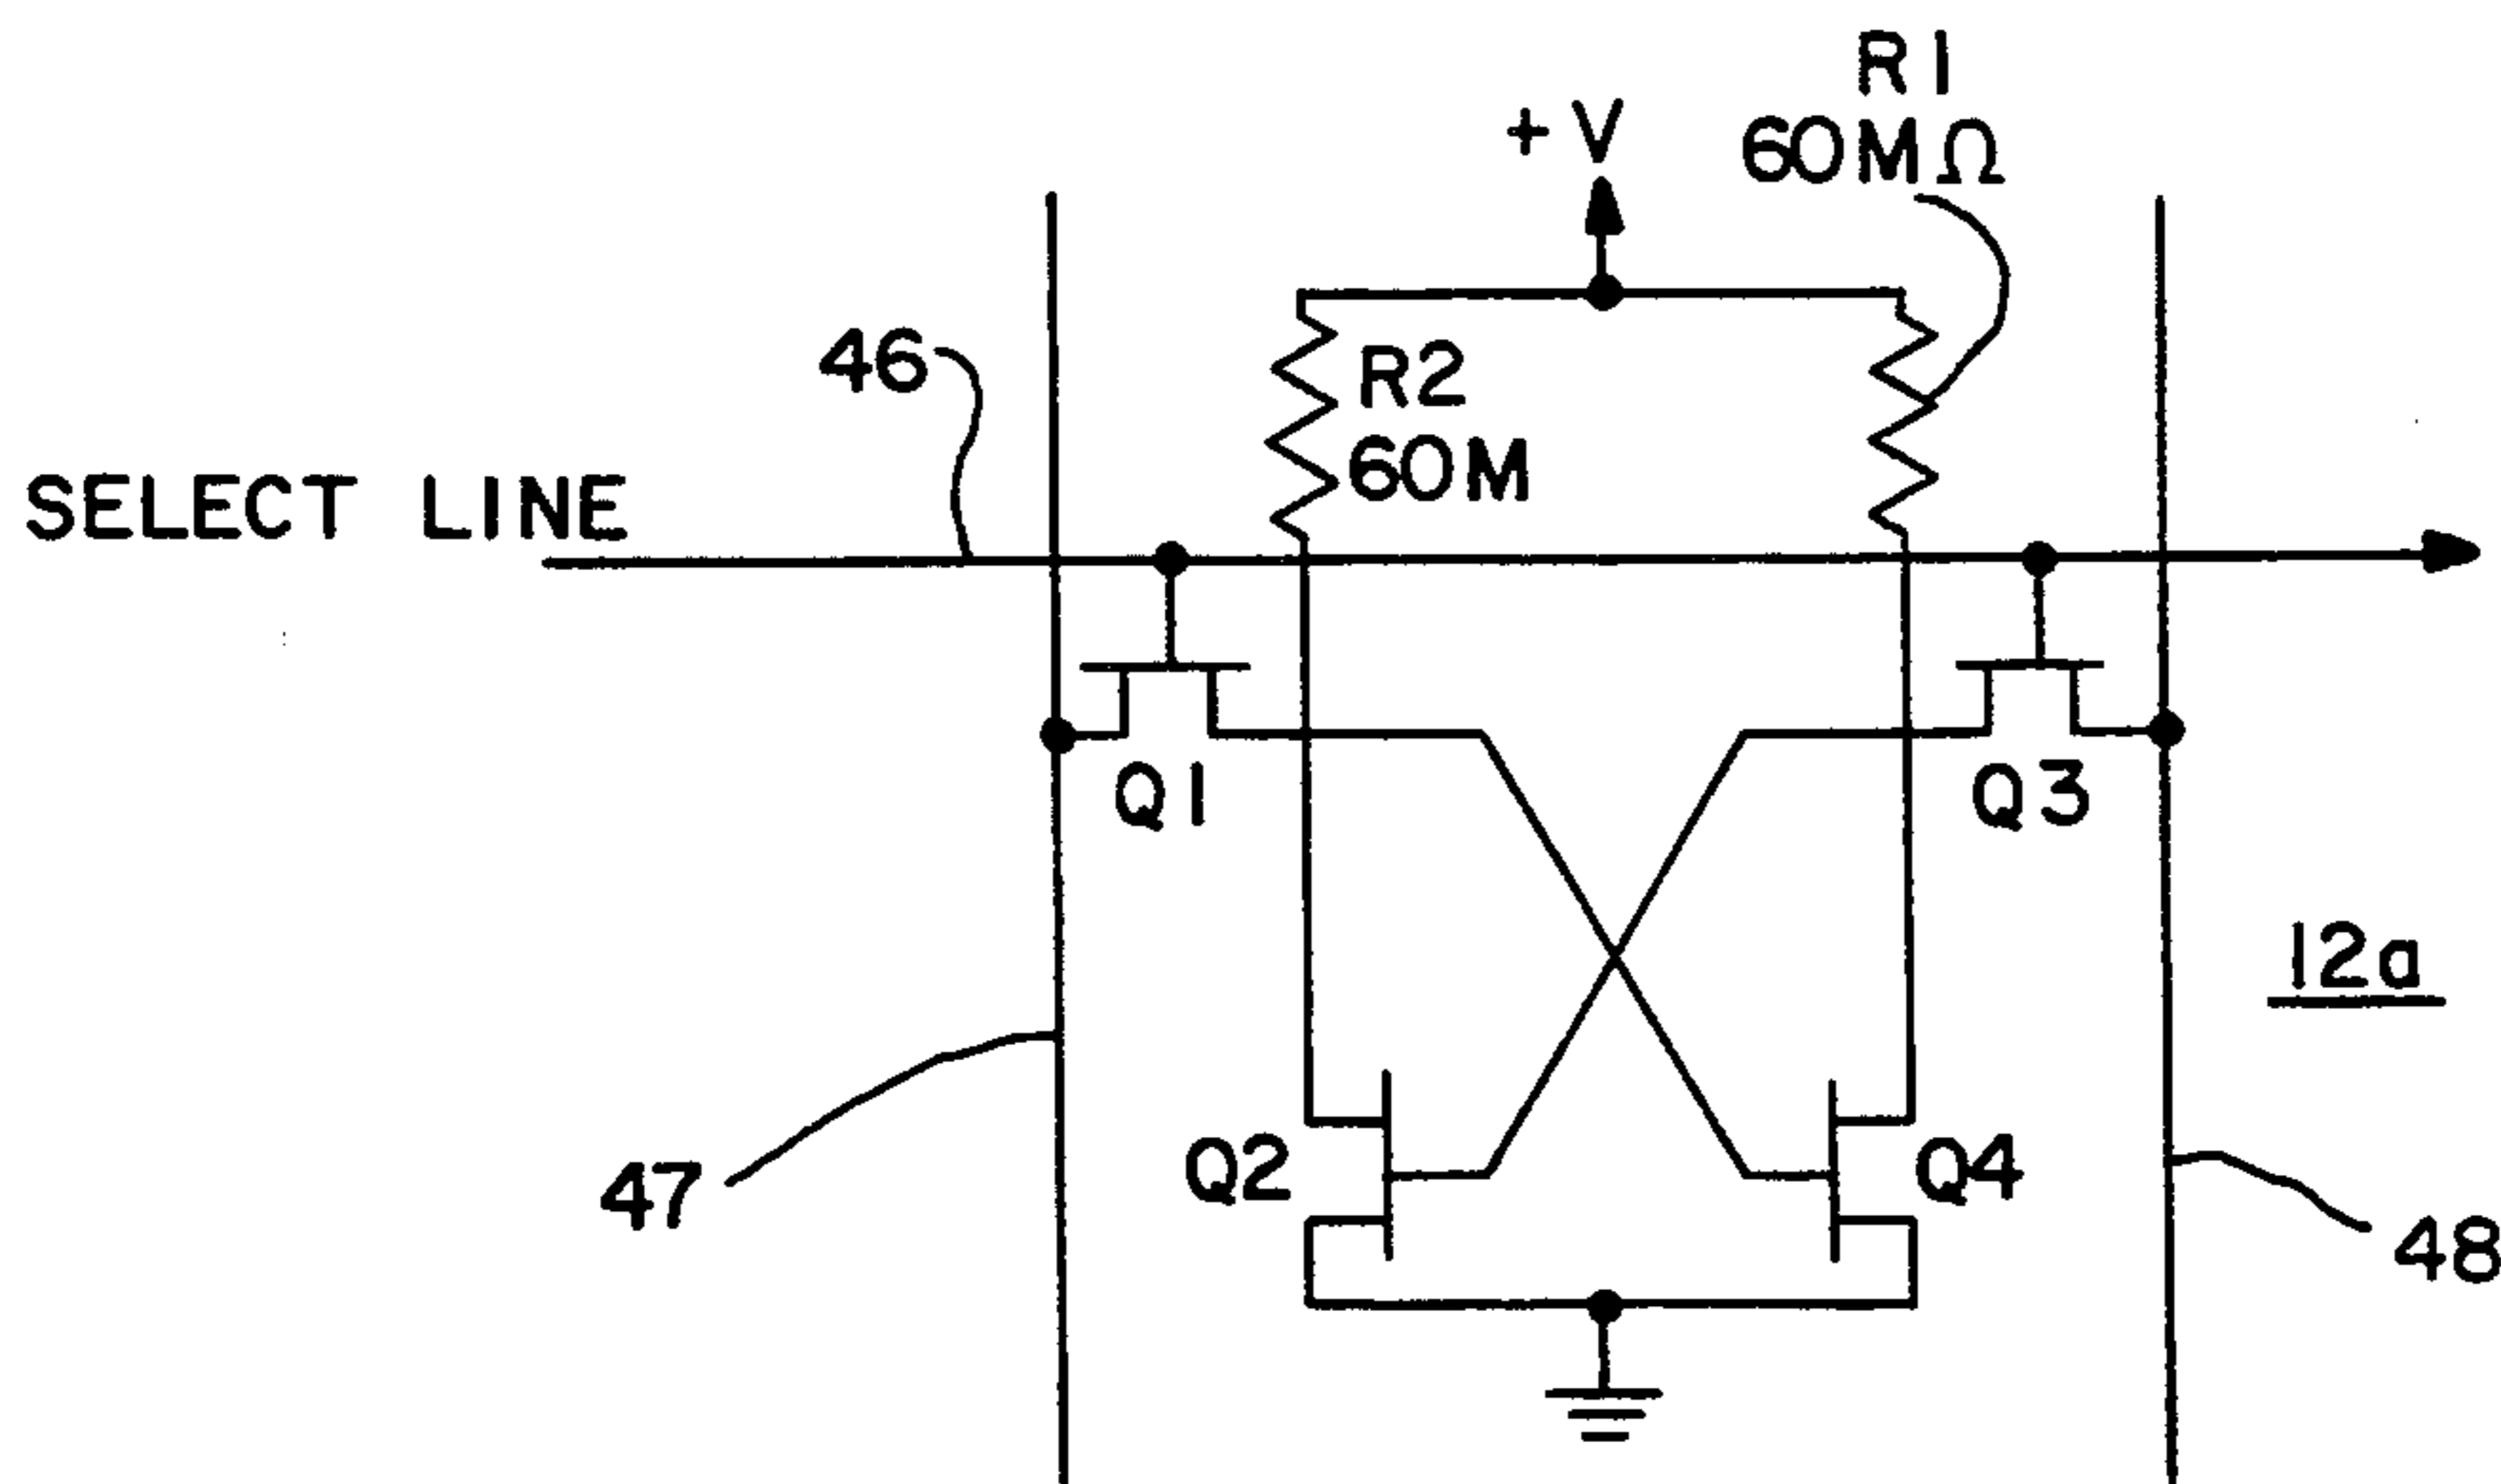 R1
+V
60MΩ
46
R2
60M
SELECT LINE
Q1
Q3
12a
Q2
Q4
47
48